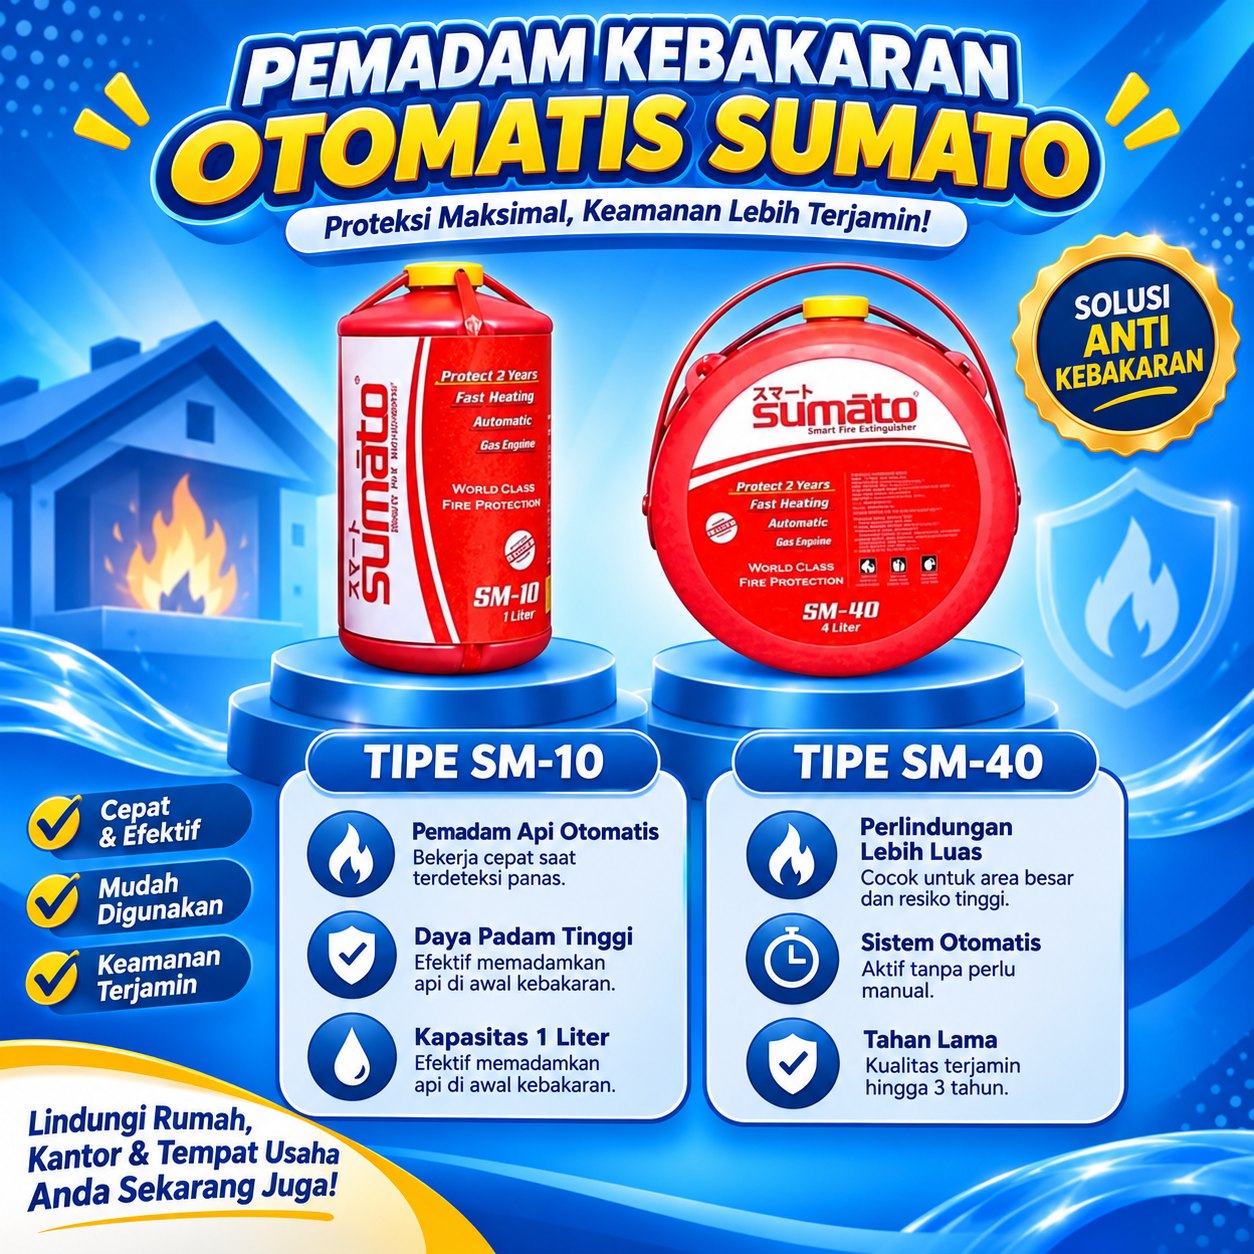 PEMADAM KEBAKARAN
OTOMATIS SUMATO
Proteksi Maksimal, Keamanan Lebih Terjamin!
SOLUSI
ANTI
KEBAKARAN
スマート
sumāto
Protect 2 Years
Fast Heating
Automatic
Gas Engine
WORLD CLASS
FIRE PROTECTION
SM-10
1 Liter
スマート
sumāto
Smart Fire Extinguisher
Protect 2 Years
Fast Heating
Automatic
Gas Engine
WORLD CLASS
FIRE PROTECTION
SM-40
4 Liter
Cepat
& Efektif
Mudah
Digunakan
Keamanan
Terjamin
TIPE SM-10
Pemadam Api Otomatis
Bekerja cepat saat
terdeteksi panas.
Daya Padam Tinggi
Efektif memadamkan
api di awal kebakaran.
Kapasitas 1 Liter
Efektif memadamkan
api di awal kebakaran.
TIPE SM-40
Perlindungan
Lebih Luas
Cocok untuk area besar
dan resiko tinggi.
Sistem Otomatis
Aktif tanpa perlu
manual.
Tahan Lama
Kualitas terjamin
hingga 3 tahun.
Lindungi Rumah,
Kantor & Tempat Usaha
Anda Sekarang Juga!